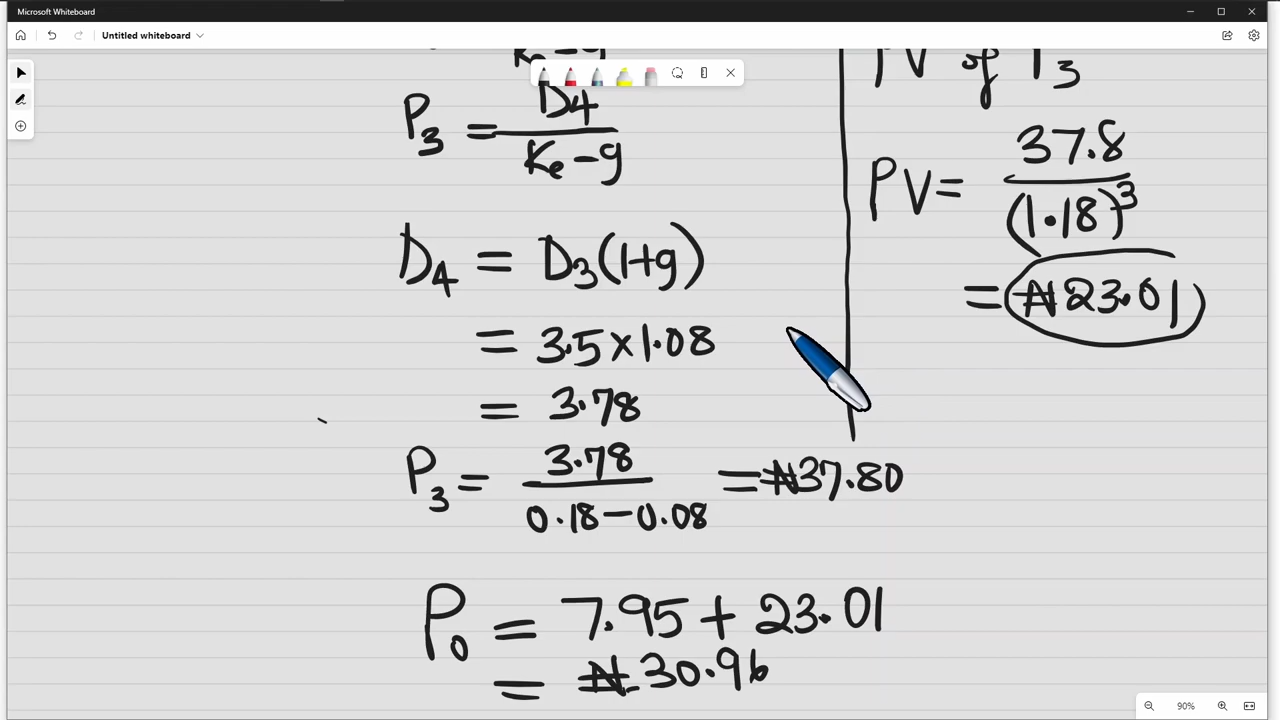 Microsoft Whiteboard
Untitled whiteboard
Ke-g
P3 = D4 / Ke-g
D4 = D3(1+g)
= 3.5×1.08
= 3.78
P3 = 3.78 / 0.18-0.08 = ₦37.80
P0 = 7.95 + 23.01
= ₦30.96
PV of P3
PV = 37.8 / (1.18)^3
= ₦23.01
90%